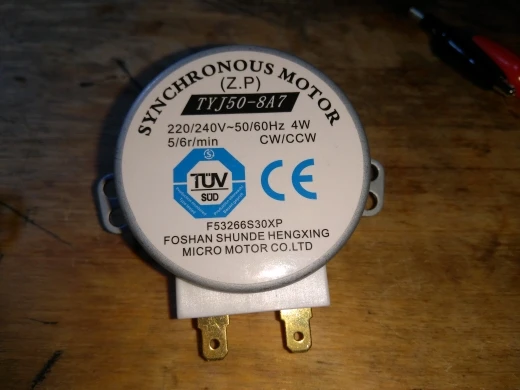 SYNCHRONOUS MOTOR
(Z.P)
TYJ50-8A7
220/240V~50/60Hz 4W
5/6r/min CW/CCW
TÜV
SÜD
CE
F53266S30XP
FOSHAN SHUNDE HENGXING
MICRO MOTOR CO.LTD